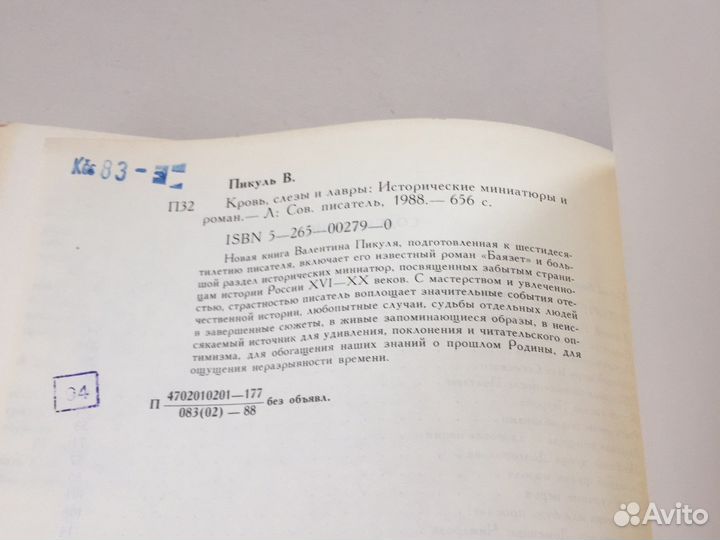 Кбс 83 -
Пикуль В.
П32 Кровь, слезы и лавры: Исторические миниатюры и
роман.— Л: Сов. писатель, 1988.— 656 с.
ISBN 5—265—00279—0
Новая книга Валентина Пикуля, подготовленная к шестидеся-
тилетию писателя, включает его известный роман «Баязет» и боль-
шой раздел исторических миниатюр, посвященных забытым страни-
цам истории России XVI—XX веков. С мастерством и увлеченно-
стью, страстностью писатель воплощает значительные события оте-
чественной истории, любопытные случаи, судьбы отдельных людей
в завершенные сюжеты, в живые запоминающиеся образы, в неис-
сякаемый источник для удивления, поклонения и читательского оп-
тимизма, для обогащения наших знаний о прошлом Родины, для
ощущения неразрывности времени.
94
П 4702010201—177
083(02) — 88 без объявл.
Avito